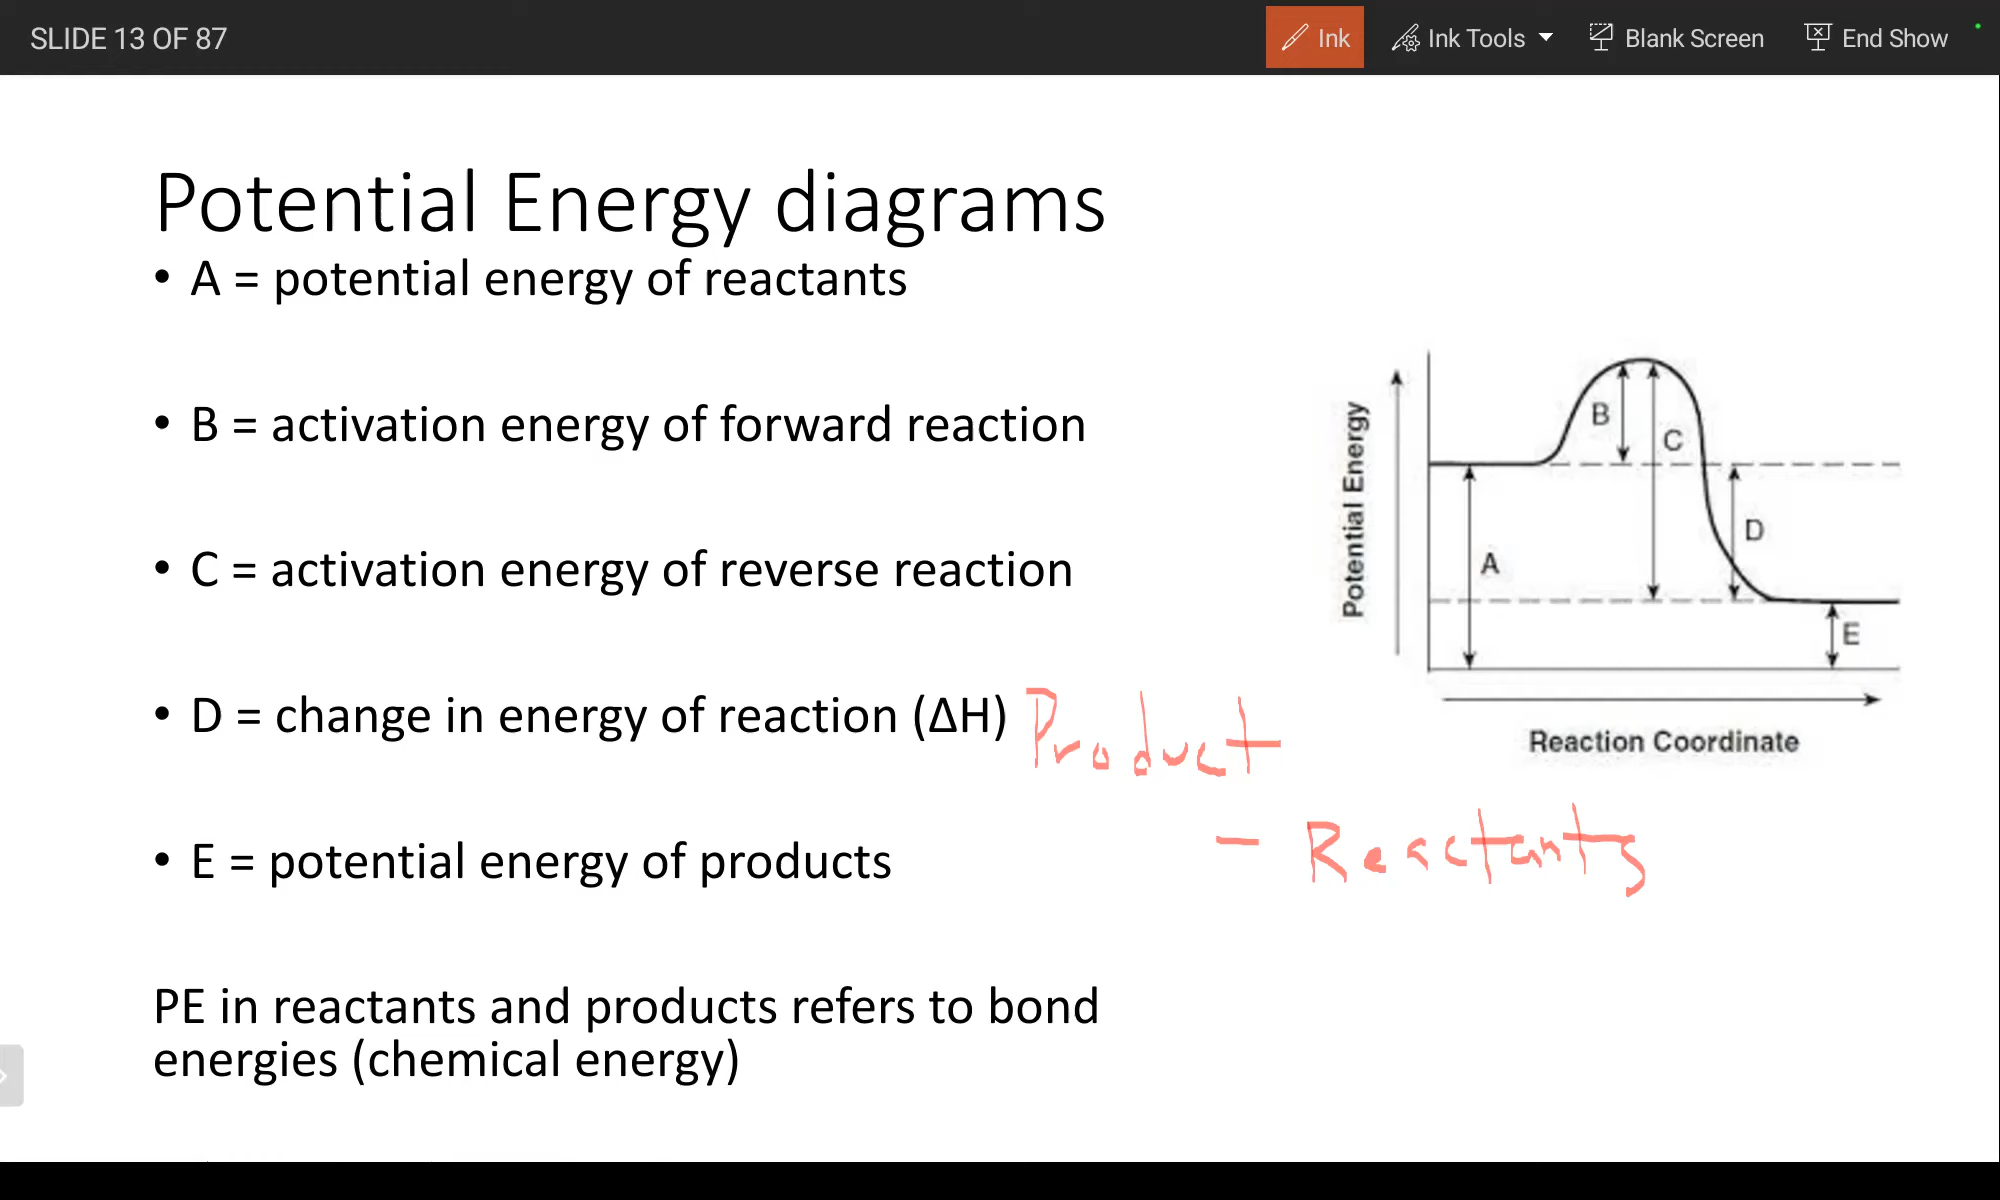 SLIDE 13 OF 87
Ink
Ink Tools
Blank Screen
End Show
Potential Energy diagrams
• A = potential energy of reactants
• B = activation energy of forward reaction
• C = activation energy of reverse reaction
• D = change in energy of reaction (ΔH)
Product
- Reactants
• E = potential energy of products
PE in reactants and products refers to bond
energies (chemical energy)
Potential Energy
A
B
C
D
E
Reaction Coordinate